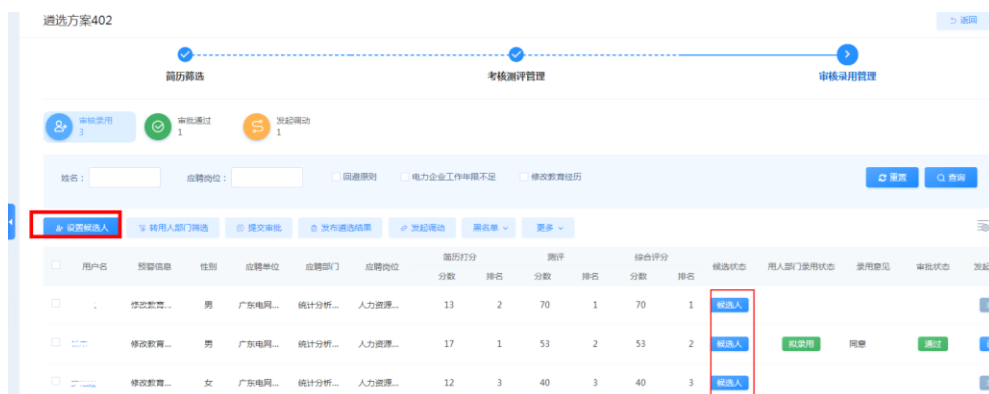 遴选方案402
返回
简历筛选 考核测评管理 审核录用管理
审核录用 审批通过 发起调动
3 1 1
姓名： 应聘岗位： 回避原则 电力企业工作年限不足 修改教育经历 重置 查询
设置候选人 转用人部门筛选 提交审批 发布遴选结果 发起调动 黑名单 更多
用户名 预警信息 性别 应聘单位 应聘部门 应聘岗位 简历打分 测评 综合评分 候选状态 用人部门录用状态 录用意见 审批状态 发起
分数 排名 分数 排名 分数 排名
修改教育... 男 广东电网... 统计分析... 人力资源... 13 2 70 1 70 1 候选人
修改教育... 男 广东电网... 统计分析... 人力资源... 17 1 53 2 53 2 候选人 拟录用 同意 通过
修改教育... 女 广东电网... 统计分析... 人力资源... 12 3 40 3 40 3 候选人